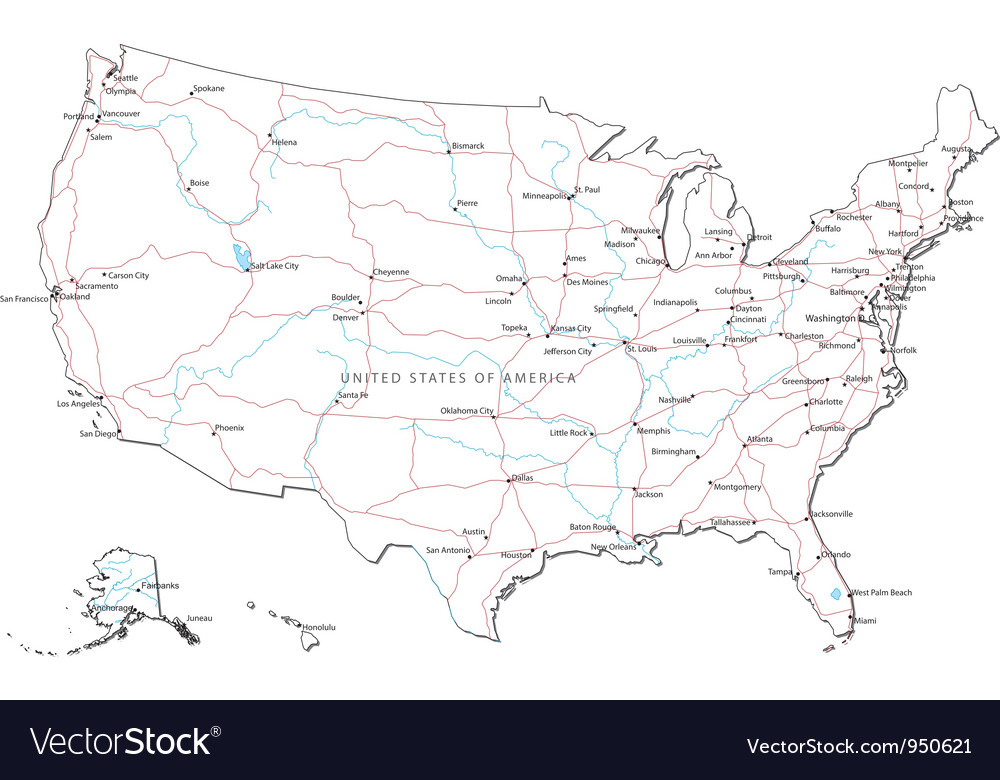 Seattle
Olympia
Spokane
Portland
Vancouver
Salem
Helena
Bismarck
Boise
Pierre
Minneapolis
St. Paul
Augusta
Montpelier
Concord
Albany
Boston
Providence
Rochester
Buffalo
Hartford
Milwaukee
Madison
Lansing
Detroit
Ann Arbor
Chicago
Cleveland
New York
Trenton
Pittsburgh
Harrisburg
Philadelphia
Wilmington
Baltimore
Dover
Annapolis
Washington D.
Salt Lake City
Carson City
Sacramento
San Francisco
Oakland
Cheyenne
Boulder
Denver
Ames
Des Moines
Omaha
Lincoln
Springfield
Indianapolis
Columbus
Dayton
Cincinnati
Topeka
Kansas City
Jefferson City
St. Louis
Louisville
Frankfort
Charleston
Richmond
Norfolk
UNITED STATES OF AMERICA
Los Angeles
San Diego
Phoenix
Santa Fe
Oklahoma City
Little Rock
Nashville
Memphis
Greensboro
Raleigh
Charlotte
Columbia
Atlanta
Birmingham
Montgomery
Dallas
Jackson
Tallahassee
Jacksonville
Austin
San Antonio
Houston
Baton Rouge
New Orleans
Orlando
Tampa
West Palm Beach
Miami
Fairbanks
Anchorage
Juneau
Honolulu
VectorStock®
VectorStock.com/950621